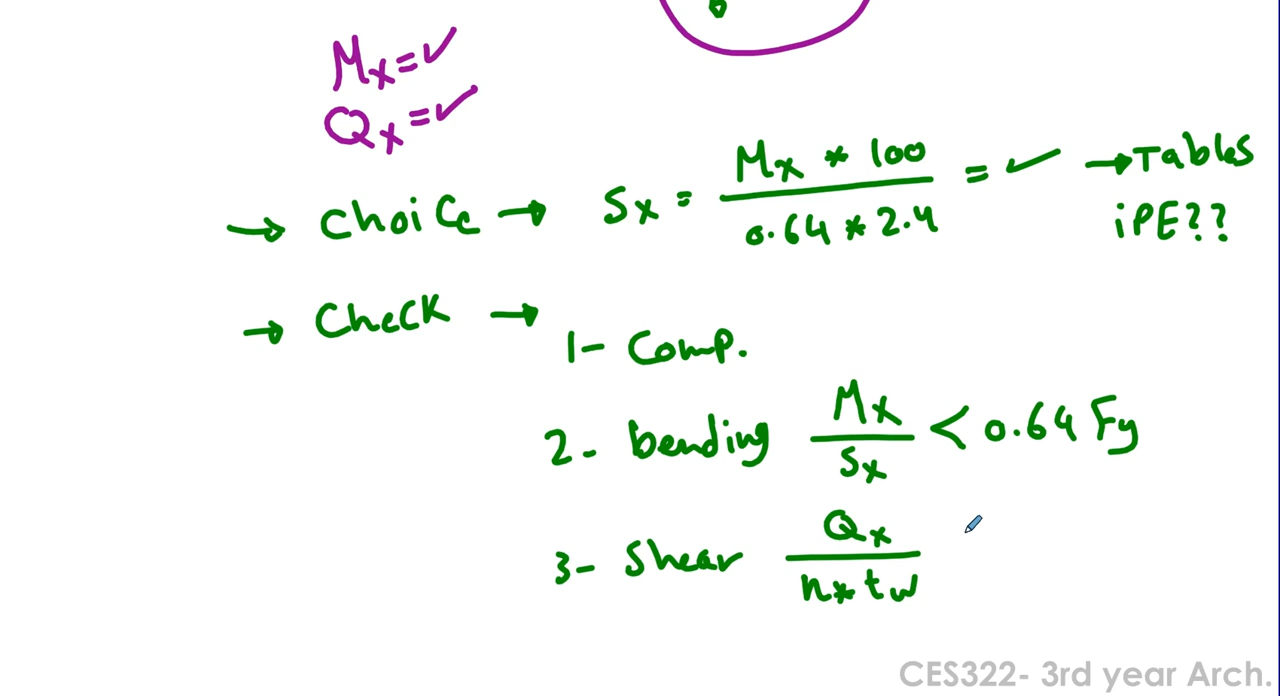 Mx = ✓
Qx = ✓
→ Choice → Sx = (Mx * 100) / (0.64 * 2.4) = ✓ → Tables
iPE??
→ Check →
1- Comp.
2- bending Mx / Sx < 0.64 Fy
3- Shear Qx / h * tw
CES322- 3rd year Arch.